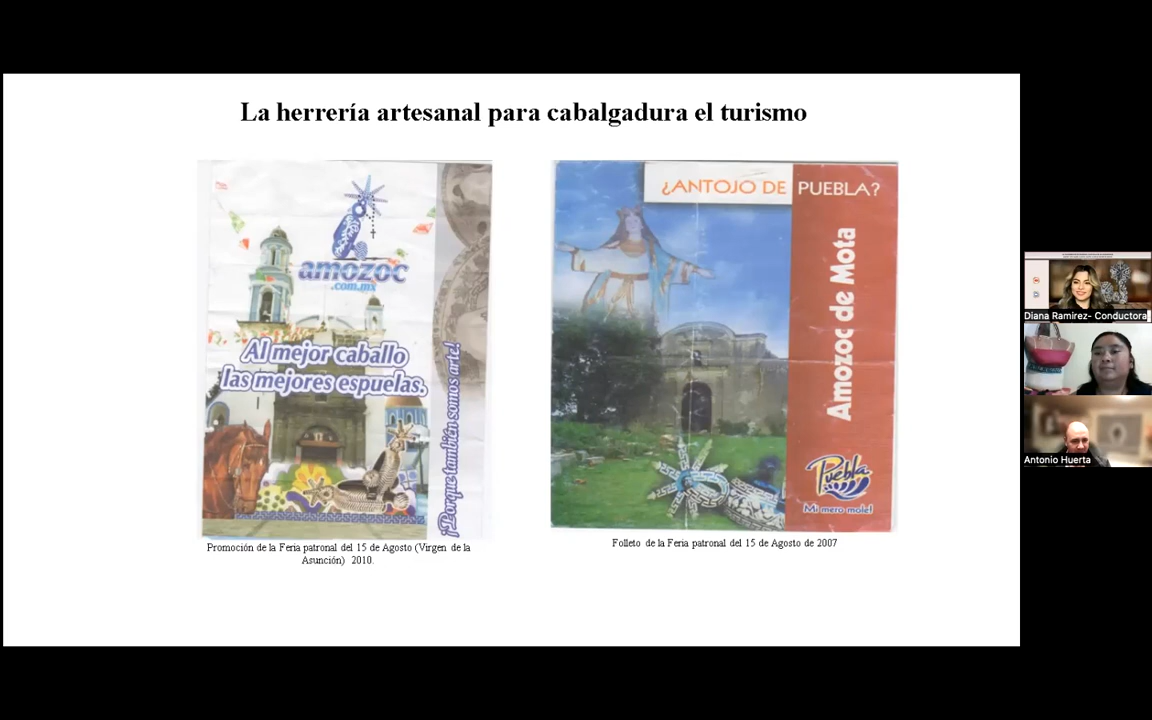 La herrería artesanal para cabalgadura el turismo
amozoc
.com.mx
Al mejor caballo
las mejores espuelas.
¡Porque también somos arte!
Promoción de la Feria patronal del 15 de Agosto (Virgen de la
Asunción) 2010.
¿ANTOJO DE PUEBLA?
Amozoc de Mota
Puebla
Mi mero mole!
Folleto de la Feria patronal del 15 de Agosto de 2007
Diana Ramirez- Conductora
Antonio Huerta